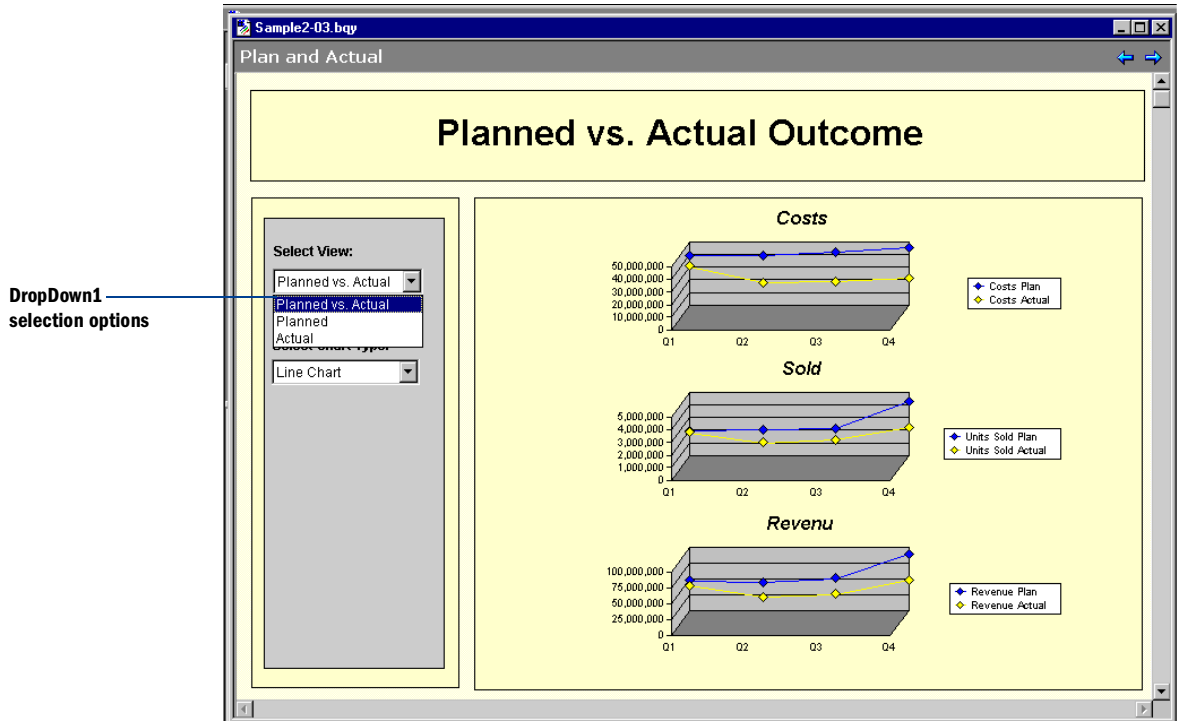 Sample2-03.bqy
Plan and Actual
Planned vs. Actual Outcome
DropDown1
selection options
Select View:
Planned vs. Actual
Planned vs. Actual
Planned
Actual
Select Chart Type:
Line Chart
Costs
50,000,000
40,000,000
30,000,000
20,000,000
10,000,000
0
Q1 Q2 Q3 Q4
Costs Plan
Costs Actual
Sold
5,000,000
4,000,000
3,000,000
2,000,000
1,000,000
0
Q1 Q2 Q3 Q4
Units Sold Plan
Units Sold Actual
Revenu
100,000,000
75,000,000
50,000,000
25,000,000
0
Q1 Q2 Q3 Q4
Revenue Plan
Revenue Actual